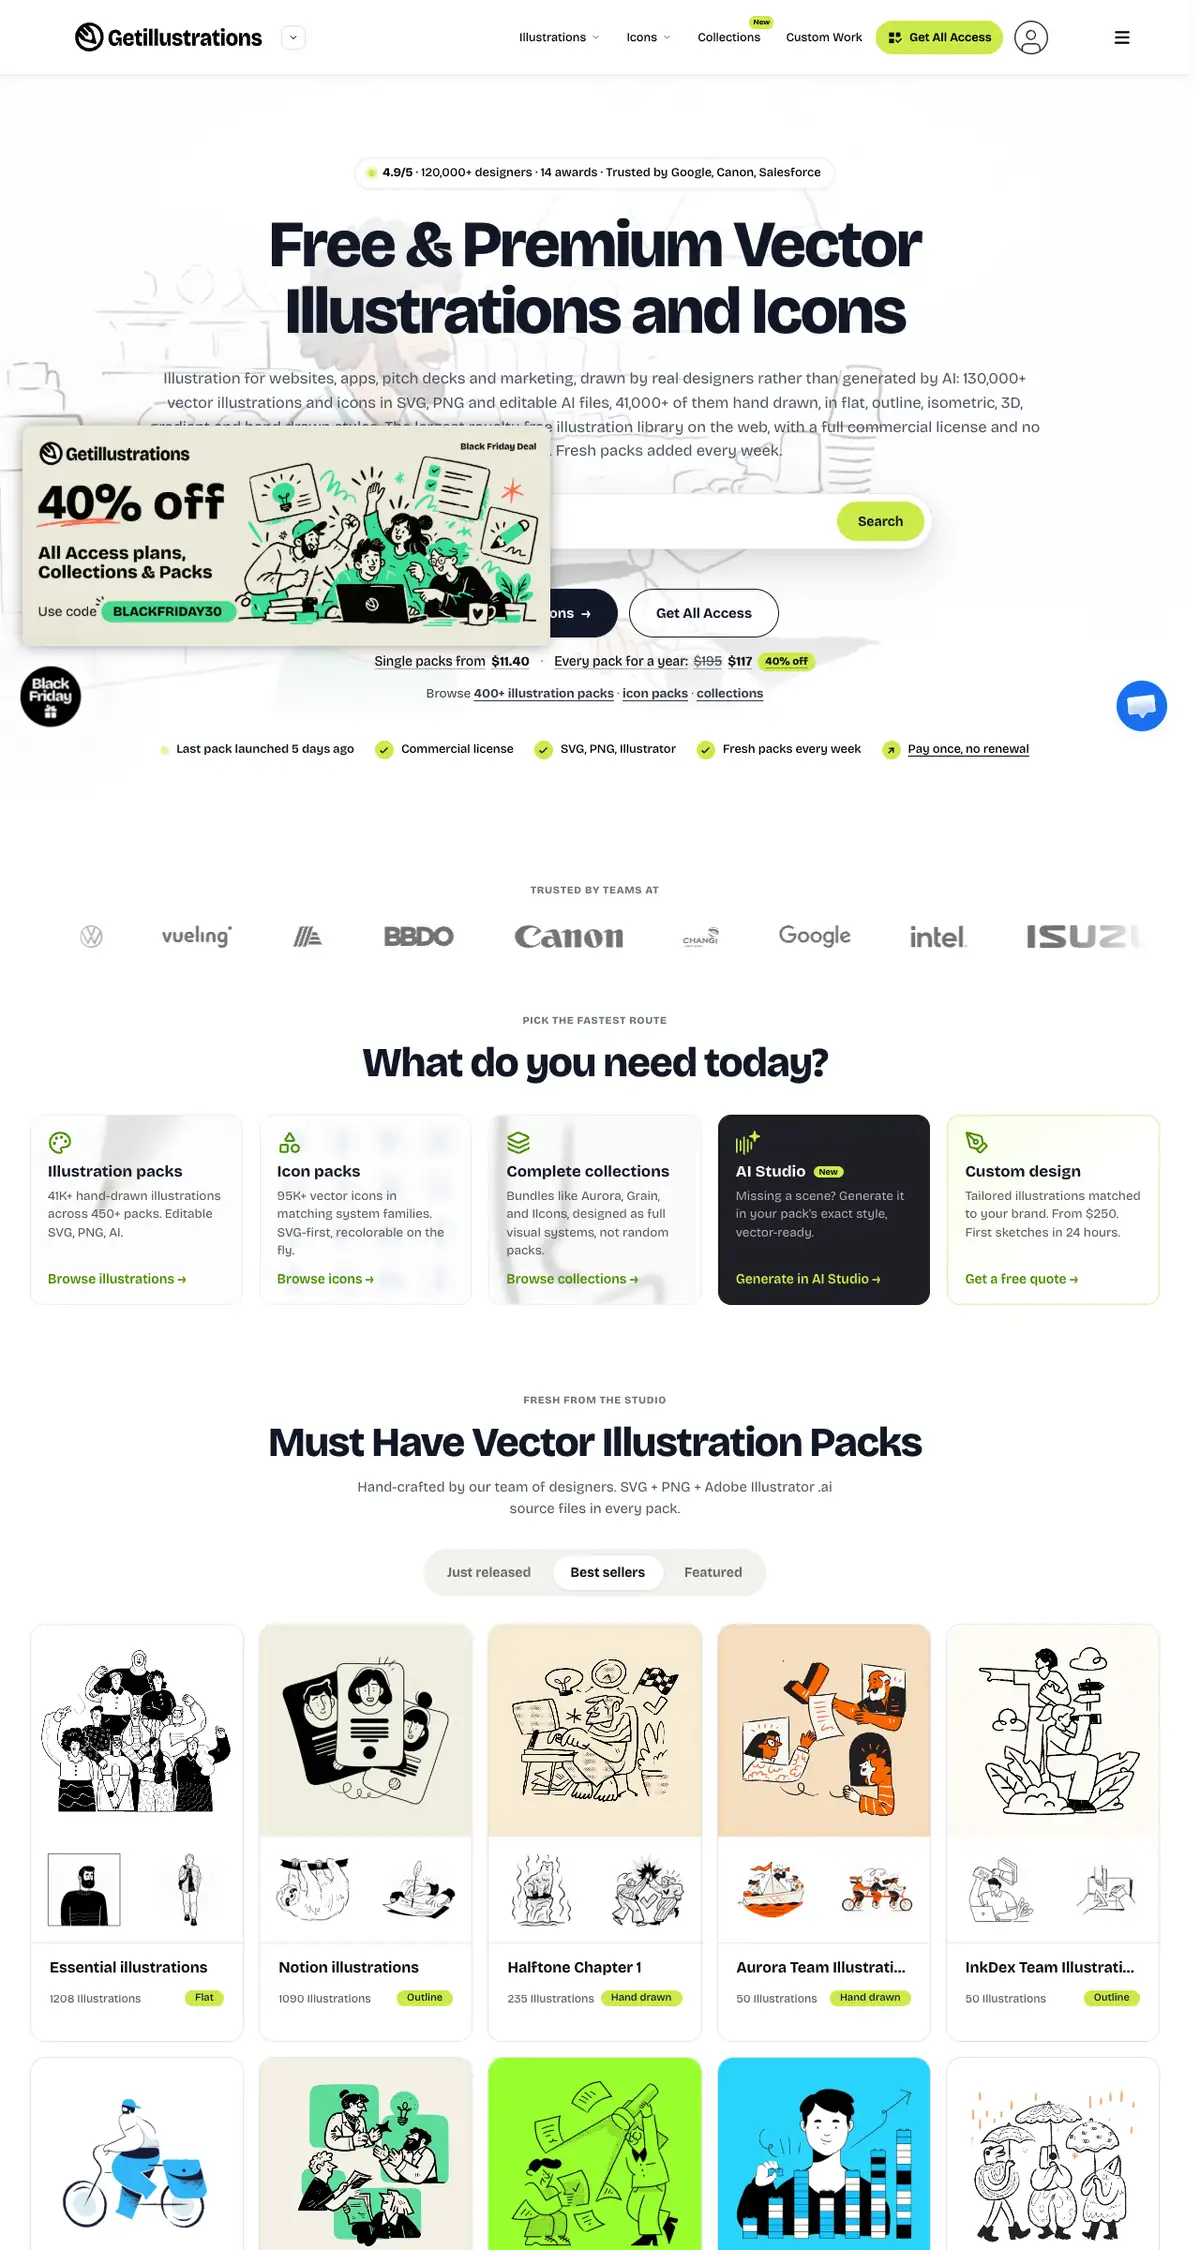 Getillustrations
Illustrations
Icons
Collections
New
Custom Work
Get All Access
4.9/5 · 120,000+ designers · 14 awards · Trusted by Google, Canon, Salesforce
Free & Premium Vector
Illustrations and Icons
Illustration for websites, apps, pitch decks and marketing, drawn by real designers rather than generated by AI: 130,000+
vector illustrations and icons in SVG, PNG and editable AI files, 41,000+ of them hand drawn, in flat, outline, isometric, 3D,
illustration library on the web, with a full commercial license and no
. Fresh packs added every week.
Getillustrations
Black Friday Deal
40% off
All Access plans,
Collections & Packs
Use code BLACKFRIDAY30
Search
ons →
Get All Access
Single packs from $11.40 · Every pack for a year: $195 $117 40% off
Browse 400+ illustration packs · icon packs · collections
Black
Friday
Last pack launched 5 days ago
Commercial license
SVG, PNG, Illustrator
Fresh packs every week
Pay once, no renewal
TRUSTED BY TEAMS AT
vueling
BBDO
Canon
CHANGI
Google
intel.
ISUZU
PICK THE FASTEST ROUTE
What do you need today?
Illustration packs
41K+ hand-drawn illustrations
across 450+ packs. Editable
SVG, PNG, AI.
Browse illustrations →
Icon packs
95K+ vector icons in
matching system families.
SVG-first, recolorable on the
fly.
Browse icons →
Complete collections
Bundles like Aurora, Grain,
and IIcons, designed as full
visual systems, not random
packs.
Browse collections →
AI Studio New
Missing a scene? Generate it
in your pack's exact style,
vector-ready.
Generate in AI Studio →
Custom design
Tailored illustrations matched
to your brand. From $250.
First sketches in 24 hours.
Get a free quote →
FRESH FROM THE STUDIO
Must Have Vector Illustration Packs
Hand-crafted by our team of designers. SVG + PNG + Adobe Illustrator .ai
source files in every pack.
Just released
Best sellers
Featured
Essential illustrations
1208 Illustrations
Flat
Notion illustrations
1090 Illustrations
Outline
Halftone Chapter 1
235 Illustrations
Hand drawn
Aurora Team Illustrati...
50 Illustrations
Hand drawn
InkDex Team Illustrati...
50 Illustrations
Outline